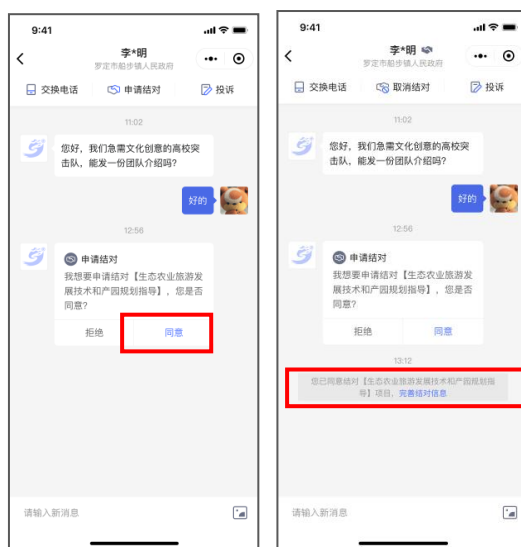 9:41
李*明
罗定市船步镇人民政府
交换电话
申请结对
投诉
11:02
您好，我们急需文化创意的高校突
击队，能发一份团队介绍吗？
好的
12:56
申请结对
我想要申请结对【生态农业旅游发
展技术和产园规划指导】，您是否
同意？
拒绝
同意
请输入新消息
9:41
李*明
罗定市船步镇人民政府
交换电话
取消结对
投诉
11:02
您好，我们急需文化创意的高校突
击队，能发一份团队介绍吗？
好的
12:56
申请结对
我想要申请结对【生态农业旅游发
展技术和产园规划指导】，您是否
同意？
拒绝
同意
13:12
您已同意结对【生态农业旅游发展技术和产园规划指
导】项目，完善结对信息
请输入新消息